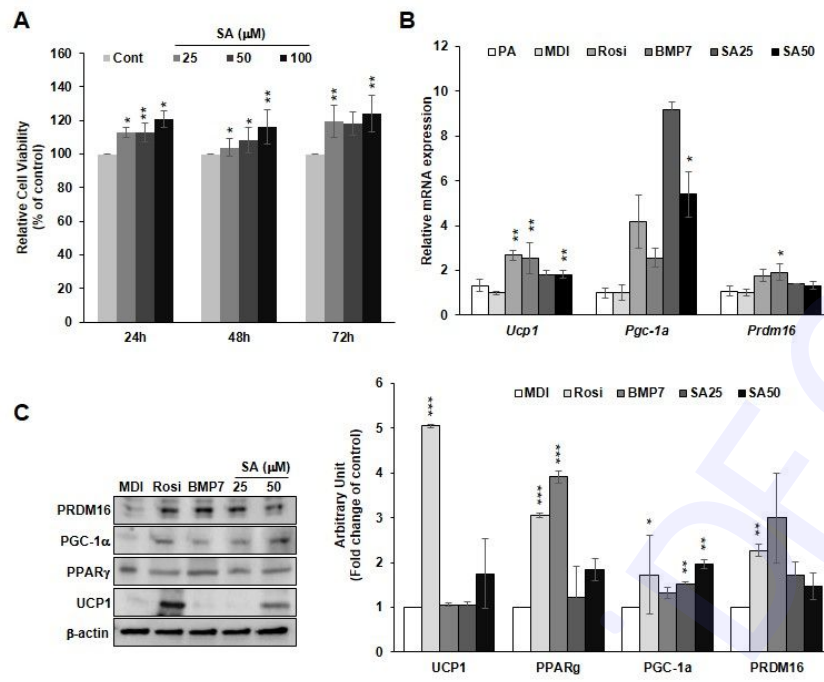 A
SA (μM)
Cont 25 50 100
Relative Cell Viability
(% of control)
160
140
120
100
80
60
40
20
0
* ** * * * ** ** **
24h 48h 72h
B
PA MDI Rosi BMP7 SA25 SA50
Relative mRNA expression
12
10
8
6
4
2
0
** ** ** * *
Ucp1 Pgc-1a Prdm16
C
SA (μM)
MDI Rosi BMP7 25 50
PRDM16
PGC-1α
PPARγ
UCP1
β-actin
MDI Rosi BMP7 SA25 SA50
Arbitrary Unit
(Fold change of control)
6
5
4
3
2
1
0
*** *** *** * ** ** **
UCP1 PPARg PGC-1a PRDM16